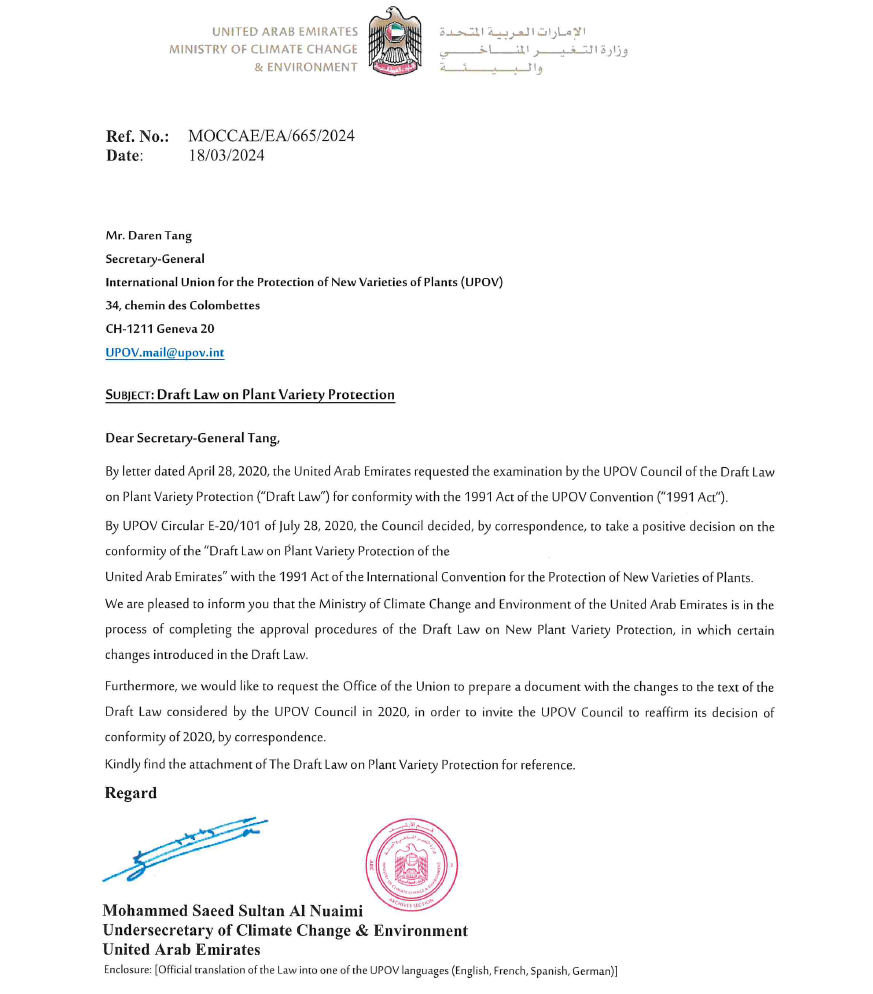 UNITED ARAB EMIRATES
MINISTRY OF CLIMATE CHANGE
& ENVIRONMENT
الإمارات العربية المتحدة
وزارة التغير المناخي
والبيئة
Ref. No.: MOCCAE/EA/665/2024
Date: 18/03/2024
Mr. Daren Tang
Secretary-General
International Union for the Protection of New Varieties of Plants (UPOV)
34, chemin des Colombettes
CH-1211 Geneva 20
UPOV.mail@upov.int
SUBJECT: Draft Law on Plant Variety Protection
Dear Secretary-General Tang,
By letter dated April 28, 2020, the United Arab Emirates requested the examination by the UPOV Council of the Draft Law
on Plant Variety Protection (“Draft Law”) for conformity with the 1991 Act of the UPOV Convention (“1991 Act”).
By UPOV Circular E-20/101 of July 28, 2020, the Council decided, by correspondence, to take a positive decision on the
conformity of the “Draft Law on Plant Variety Protection of the
United Arab Emirates” with the 1991 Act of the International Convention for the Protection of New Varieties of Plants.
We are pleased to inform you that the Ministry of Climate Change and Environment of the United Arab Emirates is in the
process of completing the approval procedures of the Draft Law on New Plant Variety Protection, in which certain
changes introduced in the Draft Law.
Furthermore, we would like to request the Office of the Union to prepare a document with the changes to the text of the
Draft Law considered by the UPOV Council in 2020, in order to invite the UPOV Council to reaffirm its decision of
conformity of 2020, by correspondence.
Kindly find the attachment of The Draft Law on Plant Variety Protection for reference.
Regard
MINISTRY OF CLIMATE CHANGE & ENVIRONMENT
ARCHIVES SECTION
Mohammed Saeed Sultan Al Nuaimi
Undersecretary of Climate Change & Environment
United Arab Emirates
Enclosure: [Official translation of the Law into one of the UPOV languages (English, French, Spanish, German)]